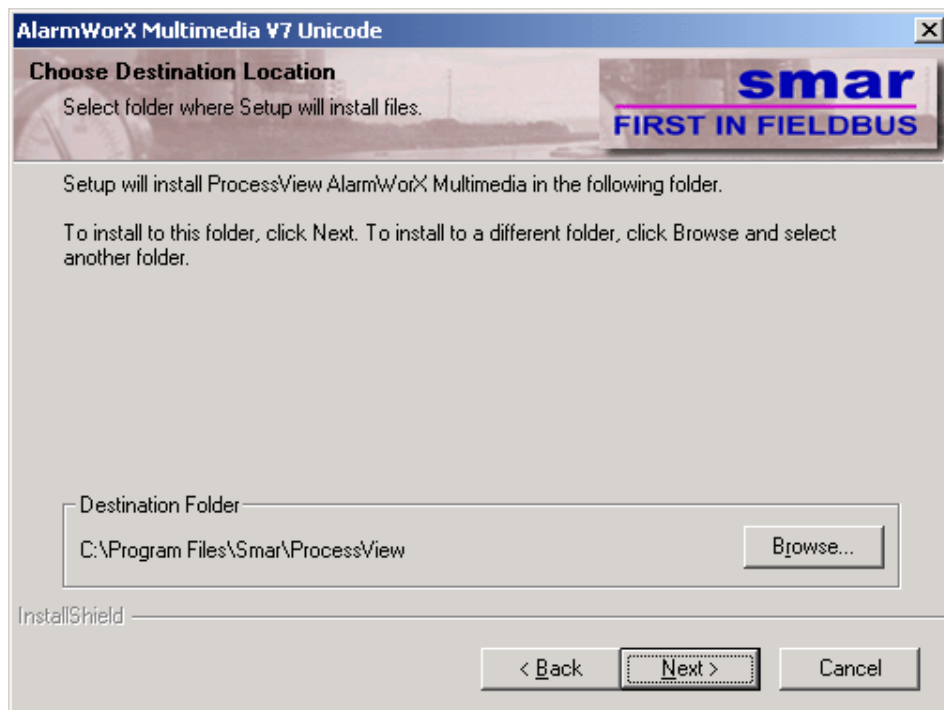 AlarmWorX Multimedia V7 Unicode
Choose Destination Location
Select folder where Setup will install files.
smar
FIRST IN FIELDBUS
Setup will install ProcessView AlarmWorX Multimedia in the following folder.
To install to this folder, click Next. To install to a different folder, click Browse and select
another folder.
Destination Folder
C:\Program Files\Smar\ProcessView
Browse...
InstallShield
< Back
Next >
Cancel